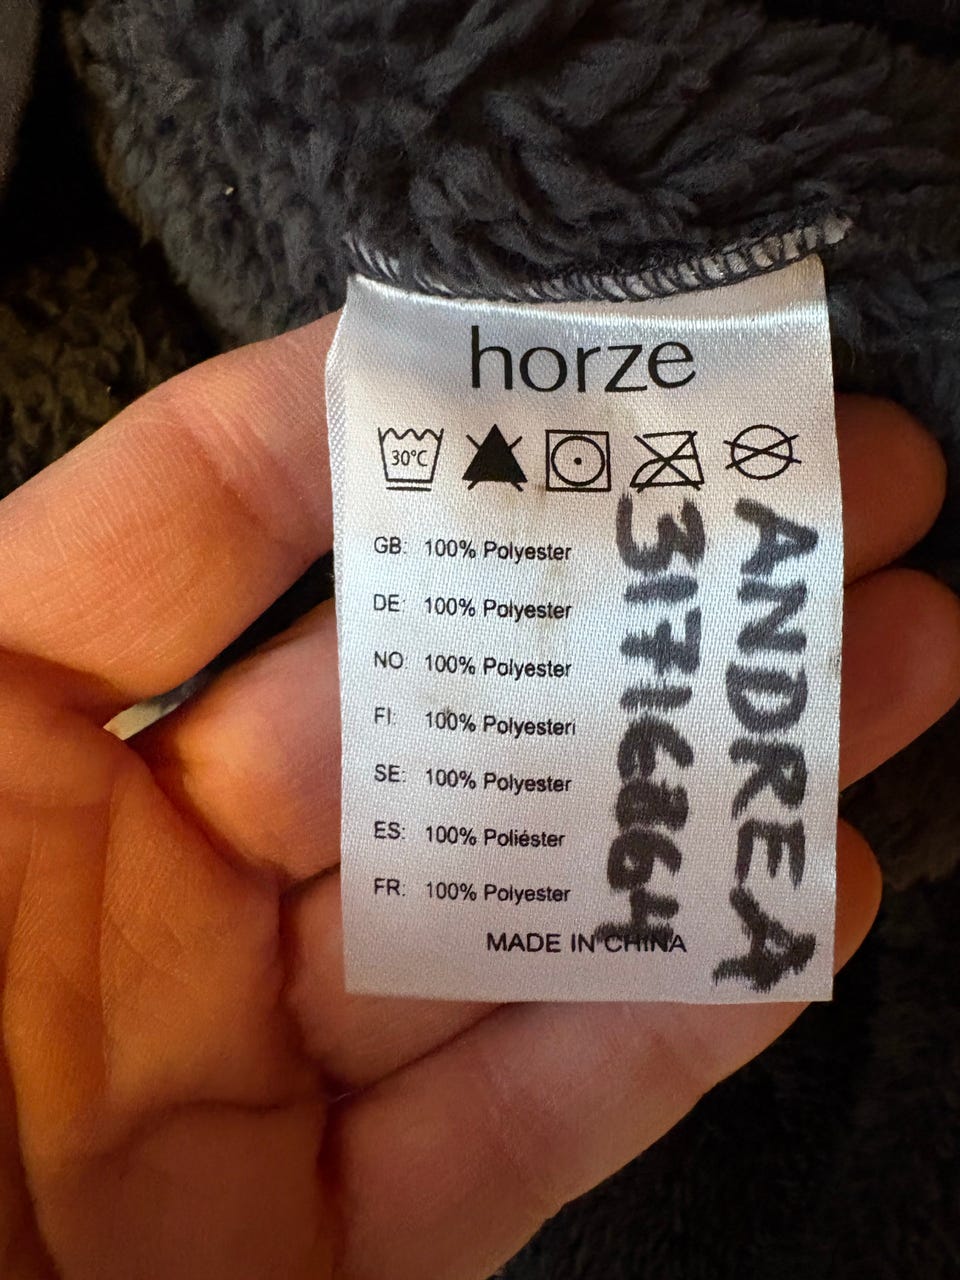 horze
30°C
GB: 100% Polyester
DE: 100% Polyester
NO: 100% Polyester
FI: 100% Polyesteri
SE: 100% Polyester
ES: 100% Poliéster
FR: 100% Polyester
MADE IN CHINA
ANDREA